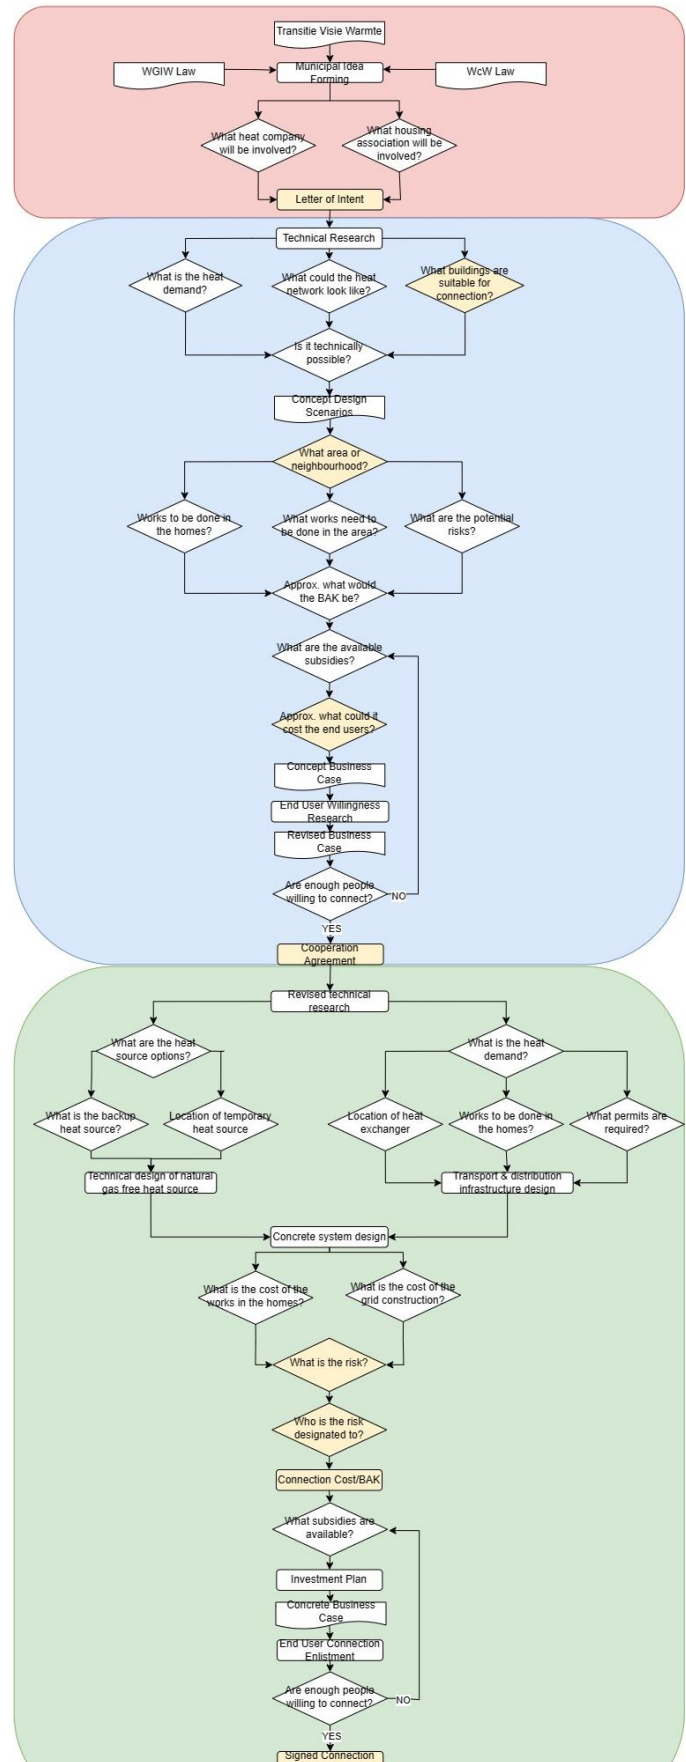 Transitie Visie Warmte
WGIW Law
Municipal Idea
Forming
WcW Law
What heat company
will be involved?
What housing
association will be
involved?
Letter of Intent
Technical Research
What is the heat
demand?
What could the heat
network look like?
What buildings are
suitable for
connection?
Is it technically
possible?
Concept Design
Scenarios
What area or
neighbourhood?
Works to be done in
the homes?
What works need to
be done in the area?
What are the potential
risks?
Approx. what would
the BAK be?
What are the available
subsidies?
Approx. what could it
cost the end users?
Concept Business
Case
End User Willingness
Research
Revised Business
Case
Are enough people
willing to connect?
NO
YES
Cooperation
Agreement
Revised technical
research
What are the heat
source options?
What is the heat
demand?
What is the backup
heat source?
Location of temporary
heat source
Location of heat
exchanger
Works to be done in
the homes?
What permits are
required?
Technical design of natural
gas free heat source
Transport & distribution
infrastructure design
Concrete system design
What is the cost of the
works in the homes?
What is the cost of the
grid construction?
What is the risk?
Who is the risk
designated to?
Connection Cost/BAK
What subsidies are
available?
Investment Plan
Concrete Business
Case
End User Connection
Enlistment
Are enough people
willing to connect?
NO
YES
Signed Connection